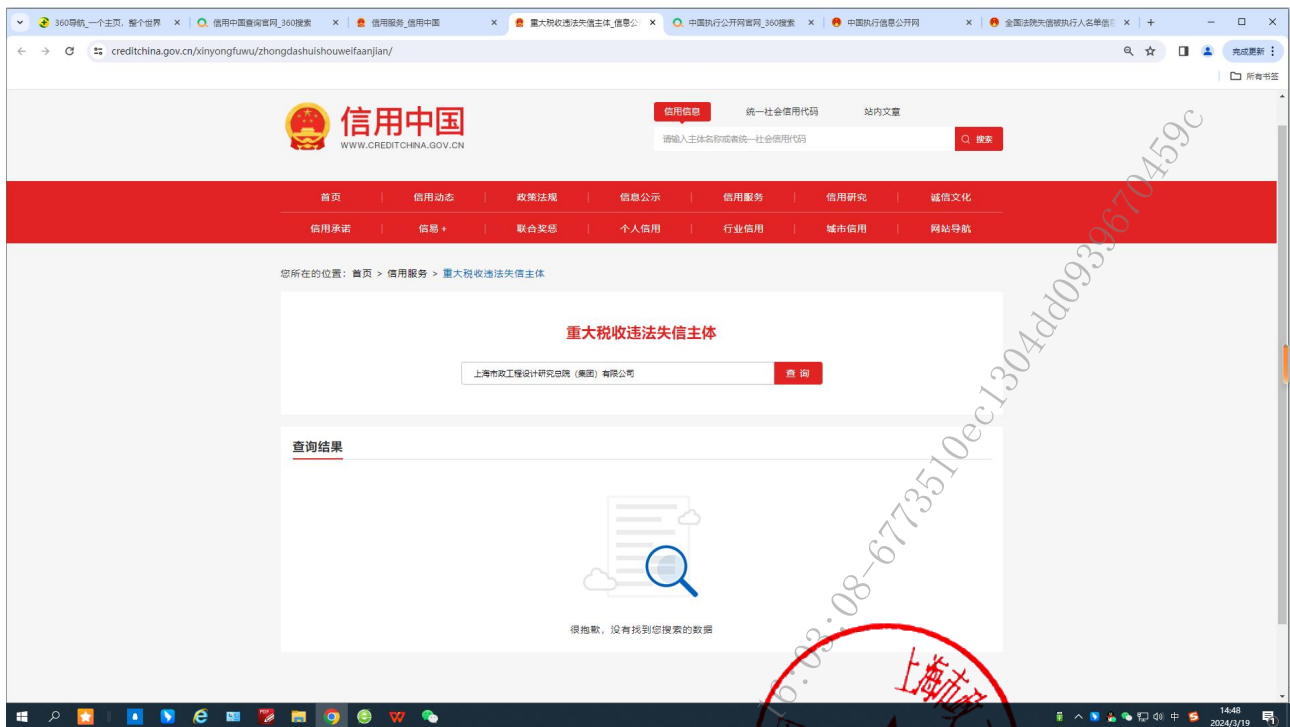 360导航_一个主页，整个世界
信用中国查询官网_360搜索
信用服务_信用中国
重大税收违法失信主体_信息公
中国执行公开网官网_360搜索
中国执行信息公开网
全国法院失信被执行人名单信
creditchina.gov.cn/xinyongfuwu/zhongdashuishouweifaanjian/
完成更新
所有书签
信用中国
WWW.CREDITCHINA.GOV.CN
信用信息
统一社会信用代码
站内文章
请输入主体名称或者统一社会信用代码
搜索
首页
信用动态
政策法规
信息公示
信用服务
信用研究
诚信文化
信用承诺
信易+
联合奖惩
个人信用
行业信用
城市信用
网站导航
您所在的位置：首页 > 信用服务 > 重大税收违法失信主体
重大税收违法失信主体
上海市政工程设计研究总院（集团）有限公司
查询
查询结果
很抱歉，没有找到您搜索的数据
6:03:08-6773510ec1304dd0939670459c
上海市政
中
14:48
2024/3/19